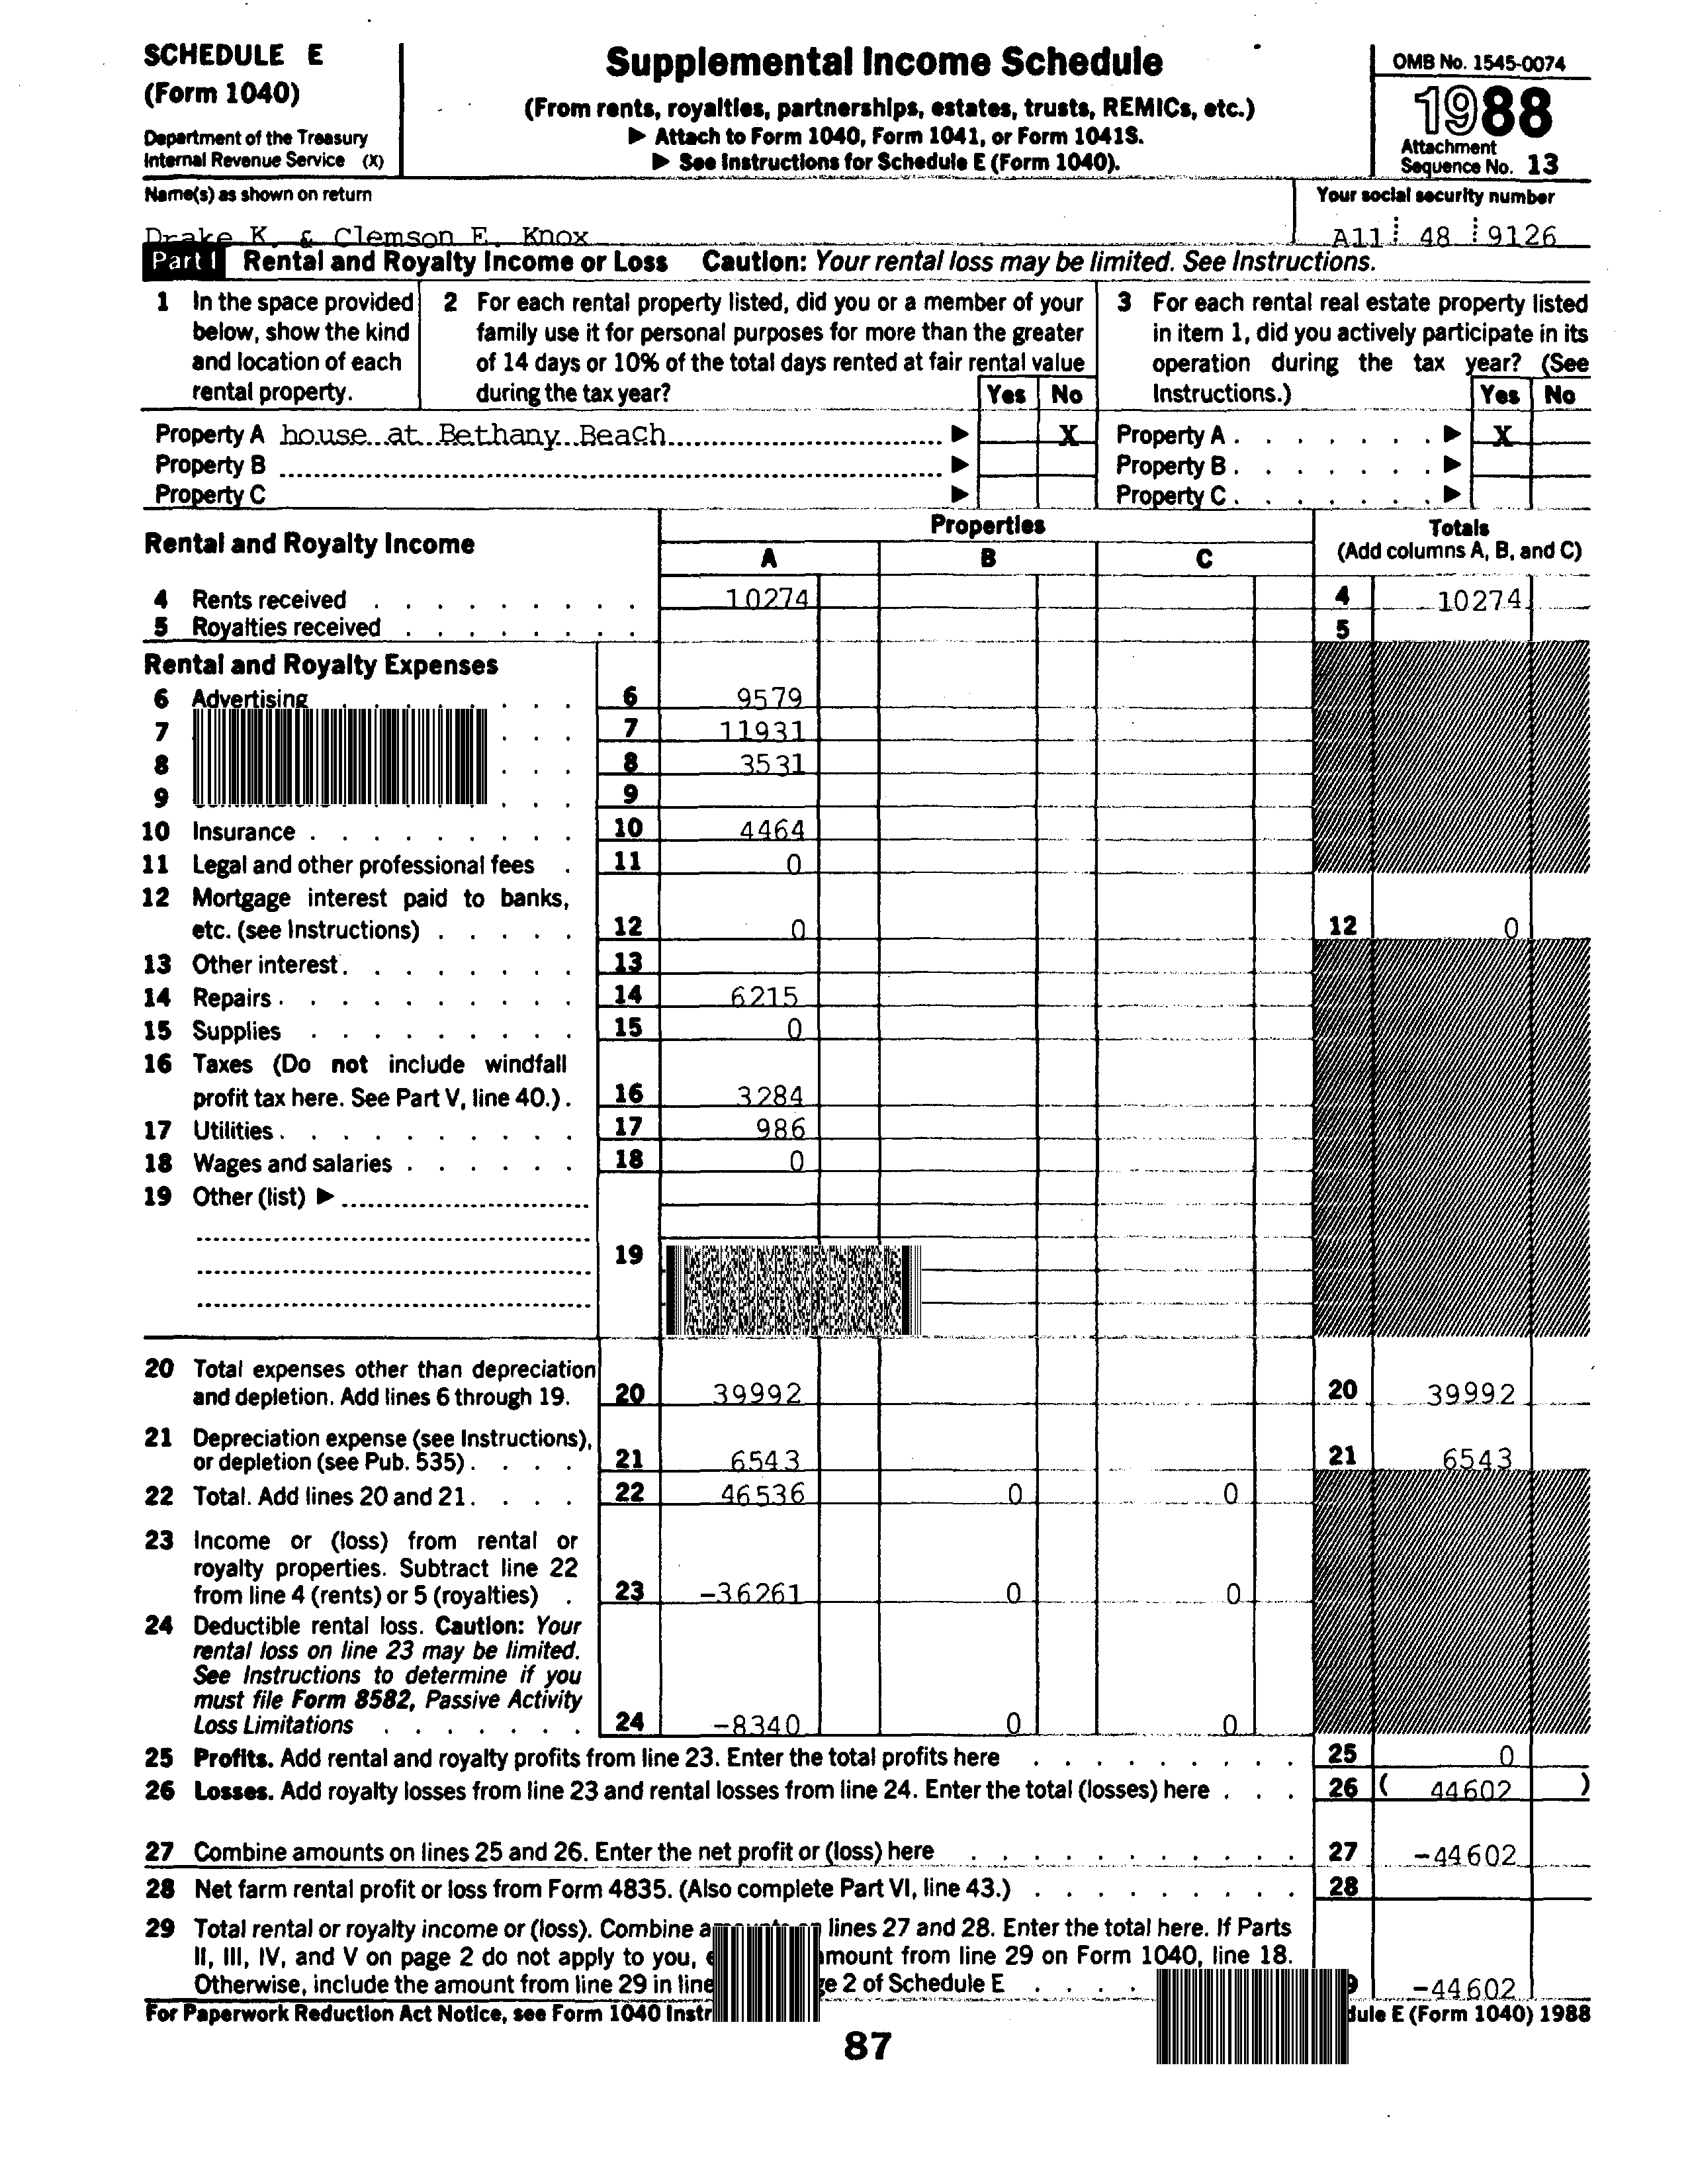 SCHEDULE E
(Form 1040)
Department of the Treasury
Internal Revenue Service (X)
Supplemental Income Schedule
(From rents, royalties, partnerships, estates, trusts, REMICs, etc.)
▶ Attach to Form 1040, Form 1041, or Form 1041S.
▶ See Instructions for Schedule E (Form 1040).
OMB No. 1545-0074
1988
Attachment
Sequence No. 13
Name(s) as shown on return
Your social security number
Drake K. & Clemson E. Knox
A11 48 9126
Part I Rental and Royalty Income or Loss Caution: Your rental loss may be limited. See Instructions.
1 In the space provided
below, show the kind
and location of each
rental property.
2 For each rental property listed, did you or a member of your
family use it for personal purposes for more than the greater
of 14 days or 10% of the total days rented at fair rental value
during the tax year? Yes No
3 For each rental real estate property listed
in item 1, did you actively participate in its
operation during the tax year? (See
Instructions.) Yes No
Property A house at Bethany Beach ▶ X Property A ▶ X
Property B ▶ Property B ▶
Property C ▶ Property C ▶
Rental and Royalty Income
Properties
A B C
Totals
(Add columns A, B, and C)
4 Rents received 10274 4 10274
5 Royalties received 5
Rental and Royalty Expenses
6 Advertising 6 9579
7 7 11931
8 8 3531
9 9
10 Insurance 10 4464
11 Legal and other professional fees 11 0
12 Mortgage interest paid to banks,
etc. (see Instructions) 12 0 12 0
13 Other interest 13
14 Repairs 14 6215
15 Supplies 15 0
16 Taxes (Do not include windfall
profit tax here. See Part V, line 40.) 16 3284
17 Utilities 17 986
18 Wages and salaries 18 0
19 Other (list) ▶
19
20 Total expenses other than depreciation
and depletion. Add lines 6 through 19. 20 39992 20 39992
21 Depreciation expense (see Instructions),
or depletion (see Pub. 535) 21 6543 21 6543
22 Total. Add lines 20 and 21 22 46536 0 0
23 Income or (loss) from rental or
royalty properties. Subtract line 22
from line 4 (rents) or 5 (royalties) 23 -36261 0 0
24 Deductible rental loss. Caution: Your
rental loss on line 23 may be limited.
See Instructions to determine if you
must file Form 8582, Passive Activity
Loss Limitations 24 -8340 0 0
25 Profits. Add rental and royalty profits from line 23. Enter the total profits here 25 0
26 Losses. Add royalty losses from line 23 and rental losses from line 24. Enter the total (losses) here 26 ( 44602 )
27 Combine amounts on lines 25 and 26. Enter the net profit or (loss) here 27 -44602
28 Net farm rental profit or loss from Form 4835. (Also complete Part VI, line 43.) 28
29 Total rental or royalty income or (loss). Combine lines 27 and 28. Enter the total here. If Parts
II, III, IV, and V on page 2 do not apply to you, amount from line 29 on Form 1040, line 18.
Otherwise, include the amount from line 29 in line 2 of Schedule E -44602
For Paperwork Reduction Act Notice, see Form 1040 E (Form 1040) 1988
87